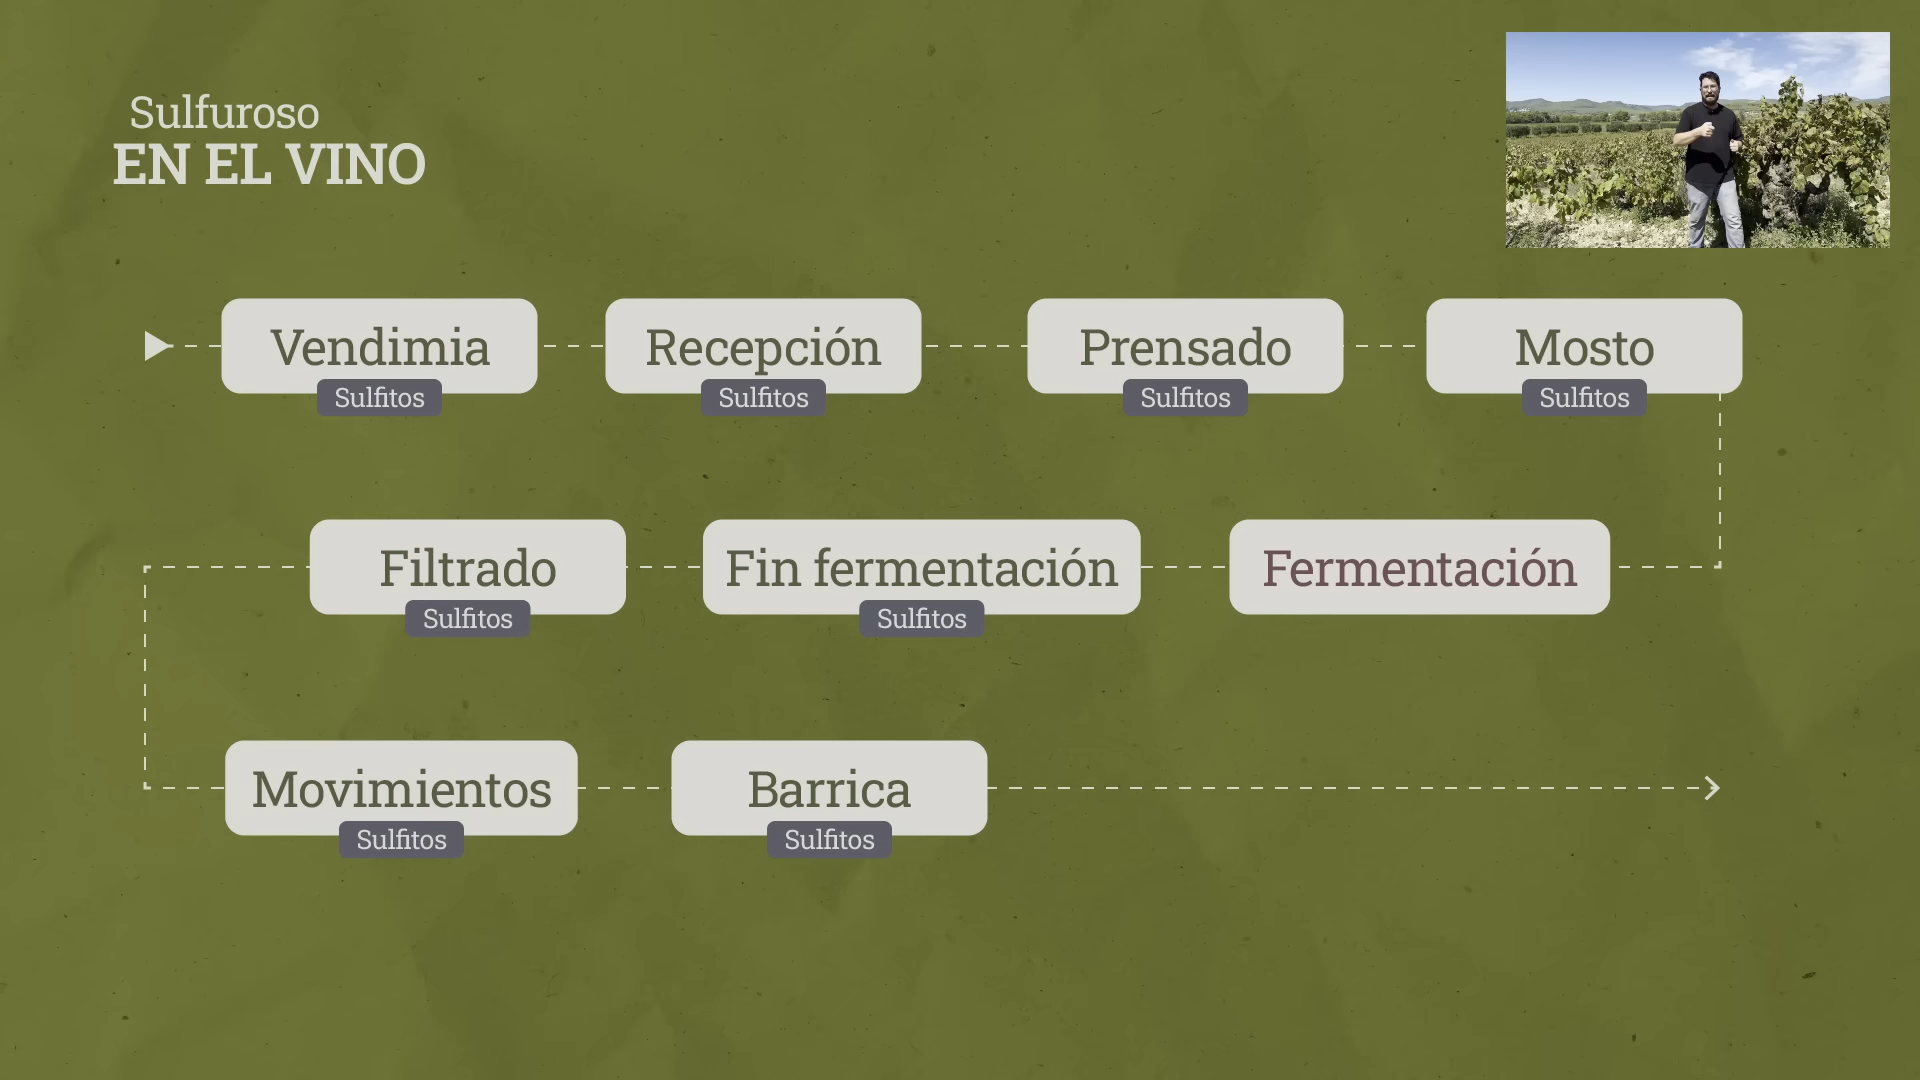 Sulfuroso
EN EL VINO
Vendimia
Sulfitos
Recepción
Sulfitos
Prensado
Sulfitos
Mosto
Sulfitos
Filtrado
Sulfitos
Fin fermentación
Sulfitos
Fermentación
Movimientos
Sulfitos
Barrica
Sulfitos